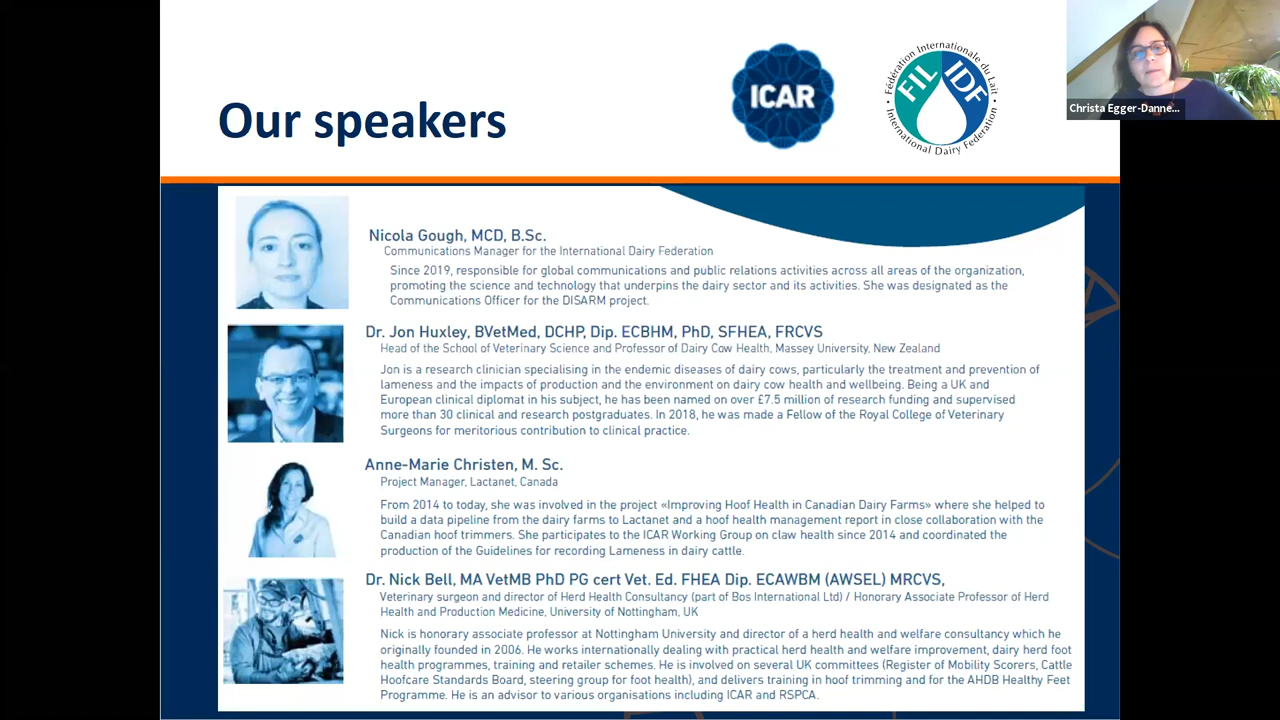 Our speakers
ICAR
Fédération Internationale du Lait
FIL IDF
International Dairy Federation
Christa Egger-Danne...
Nicola Gough, MCD, B.Sc.
Communications Manager for the International Dairy Federation
Since 2019, responsible for global communications and public relations activities across all areas of the organization,
promoting the science and technology that underpins the dairy sector and its activities. She was designated as the
Communications Officer for the DISARM project.
Dr. Jon Huxley, BVetMed, DCHP, Dip. ECBHM, PhD, SFHEA, FRCVS
Head of the School of Veterinary Science and Professor of Dairy Cow Health, Massey University, New Zealand
Jon is a research clinician specialising in the endemic diseases of dairy cows, particularly the treatment and prevention of
lameness and the impacts of production and the environment on dairy cow health and wellbeing. Being a UK and
European clinical diplomat in his subject, he has been named on over £7.5 million of research funding and supervised
more than 30 clinical and research postgraduates. In 2018, he was made a Fellow of the Royal College of Veterinary
Surgeons for meritorious contribution to clinical practice.
Anne-Marie Christen, M. Sc.
Project Manager, Lactanet, Canada
From 2014 to today, she was involved in the project «Improving Hoof Health in Canadian Dairy Farms» where she helped to
build a data pipeline from the dairy farms to Lactanet and a hoof health management report in close collaboration with the
Canadian hoof trimmers. She participates to the ICAR Working Group on claw health since 2014 and coordinated the
production of the Guidelines for recording Lameness in dairy cattle.
Dr. Nick Bell, MA VetMB PhD PG cert Vet. Ed. FHEA Dip. ECAWBM (AWSEL) MRCVS,
Veterinary surgeon and director of Herd Health Consultancy (part of Bos International Ltd) / Honorary Associate Professor of Herd
Health and Production Medicine, University of Nottingham, UK
Nick is honorary associate professor at Nottingham University and director of a herd health and welfare consultancy which he
originally founded in 2006. He works internationally dealing with practical herd health and welfare improvement, dairy herd foot
health programmes, training and retailer schemes. He is involved on several UK committees (Register of Mobility Scorers, Cattle
Hoofcare Standards Board, steering group for foot health), and delivers training in hoof trimming and for the AHDB Healthy Feet
Programme. He is an advisor to various organisations including ICAR and RSPCA.